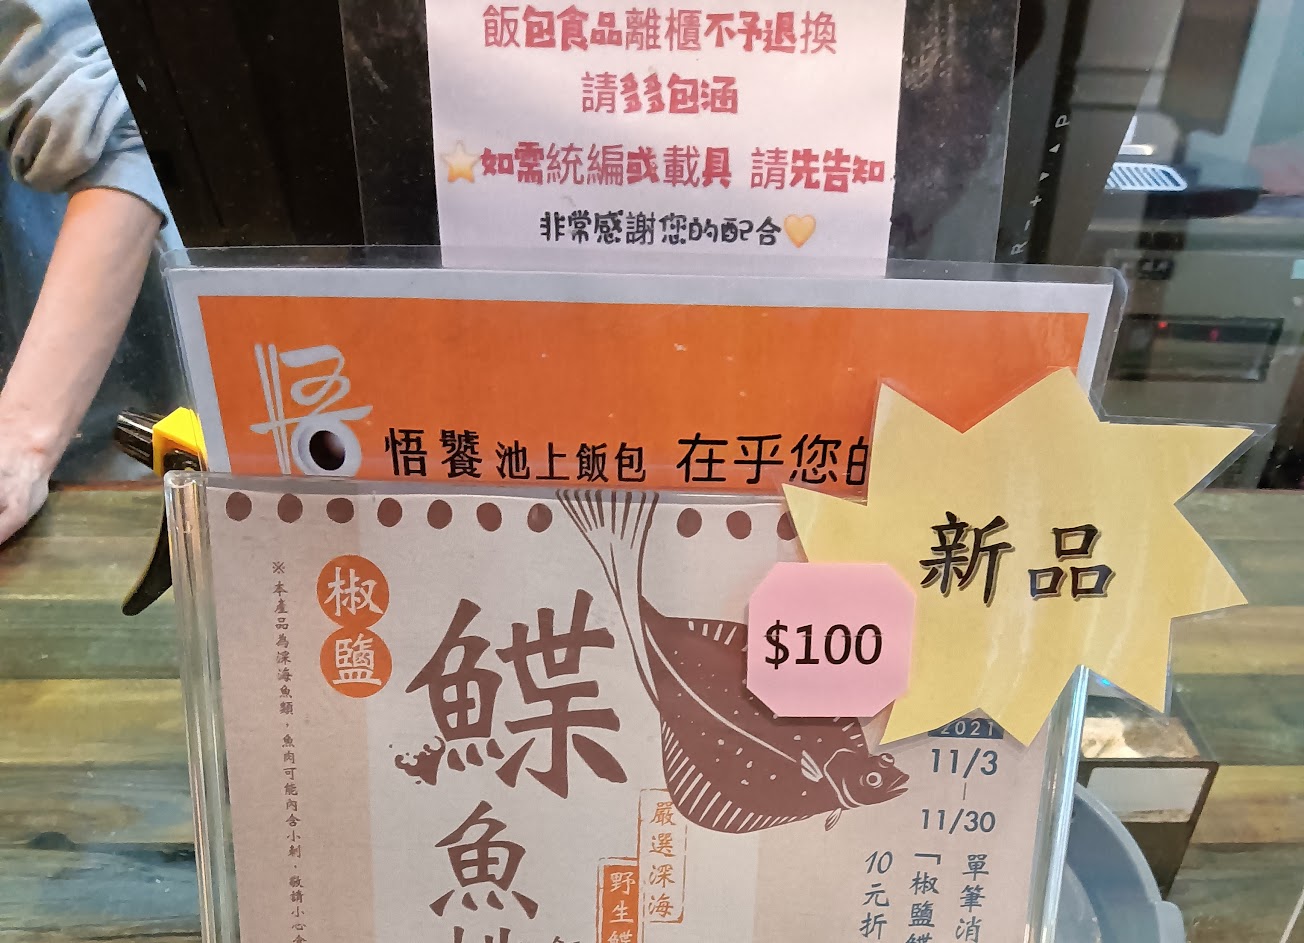 飯包食品離櫃不予退換
請多多包涵
⭐如需統編或載具 請先告知
非常感謝您的配合💛
悟饕池上飯包 在乎您的
新品
$100
椒鹽
鰈魚
※本產品為深海魚類，魚肉可能內含小刺，敬請小心
嚴選深海
野生鰈
2021
11/3
|
11/30
單筆消
「椒鹽鰈
10元折